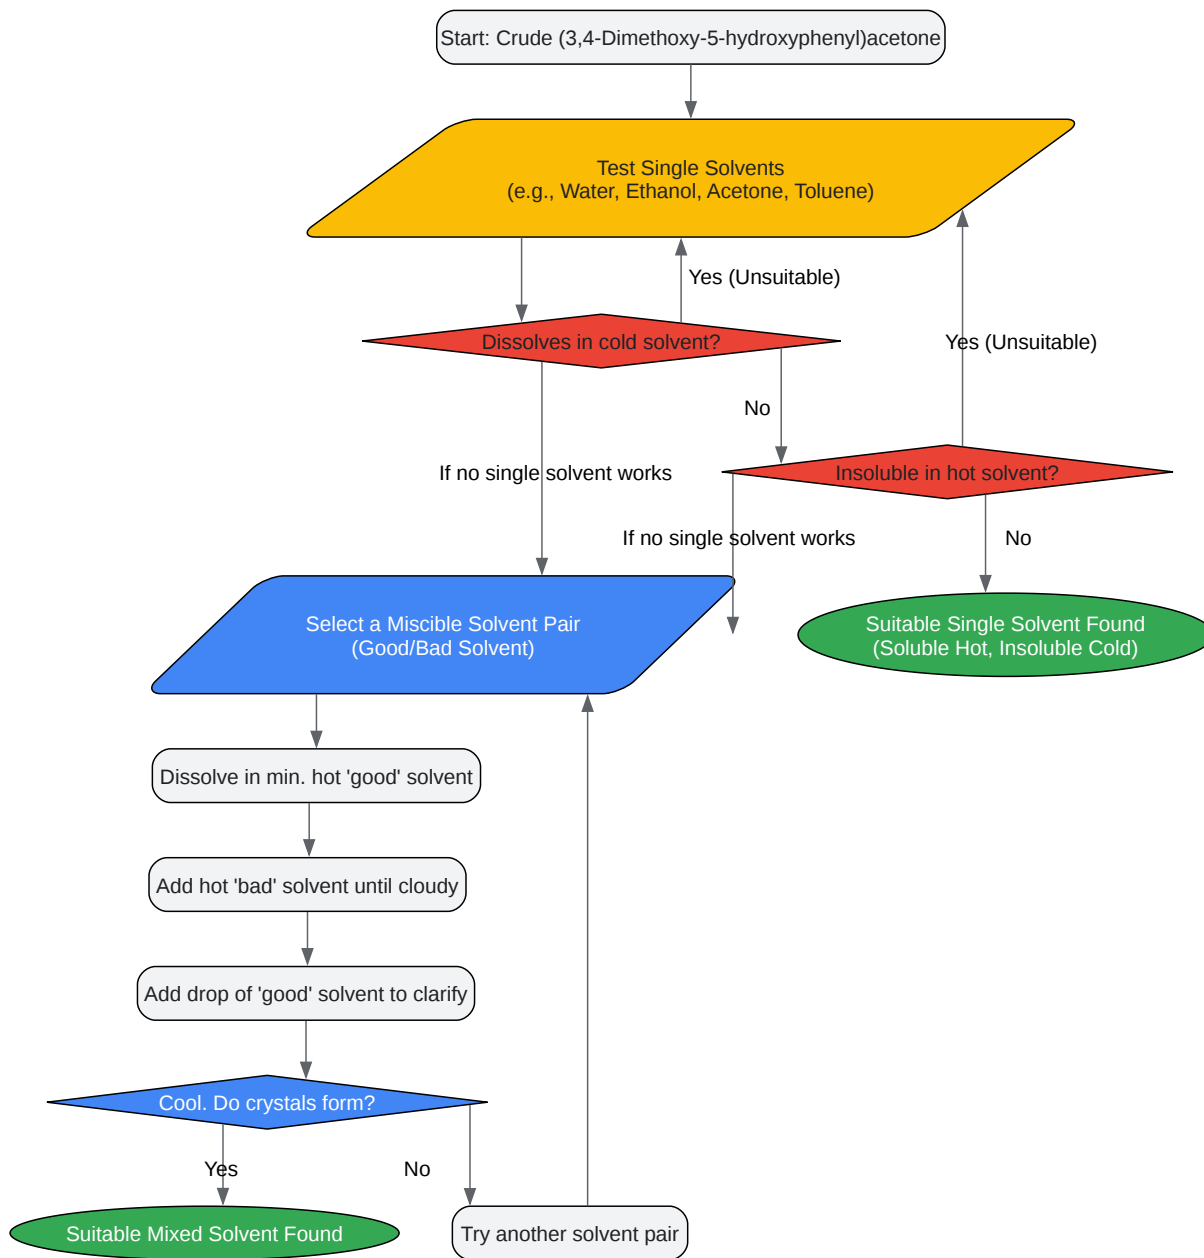 Start: Crude (3,4-Dimethoxy-5-hydroxyphenyl)acetone
Test Single Solvents
(e.g., Water, Ethanol, Acetone, Toluene)
Yes (Unsuitable)
Dissolves in cold solvent?
Yes (Unsuitable)
No
If no single solvent works
Insoluble in hot solvent?
If no single solvent works
No
Select a Miscible Solvent Pair
(Good/Bad Solvent)
Suitable Single Solvent Found
(Soluble Hot, Insoluble Cold)
Dissolve in min. hot 'good' solvent
Add hot 'bad' solvent until cloudy
Add drop of 'good' solvent to clarify
Cool. Do crystals form?
Yes
No
Suitable Mixed Solvent Found
Try another solvent pair